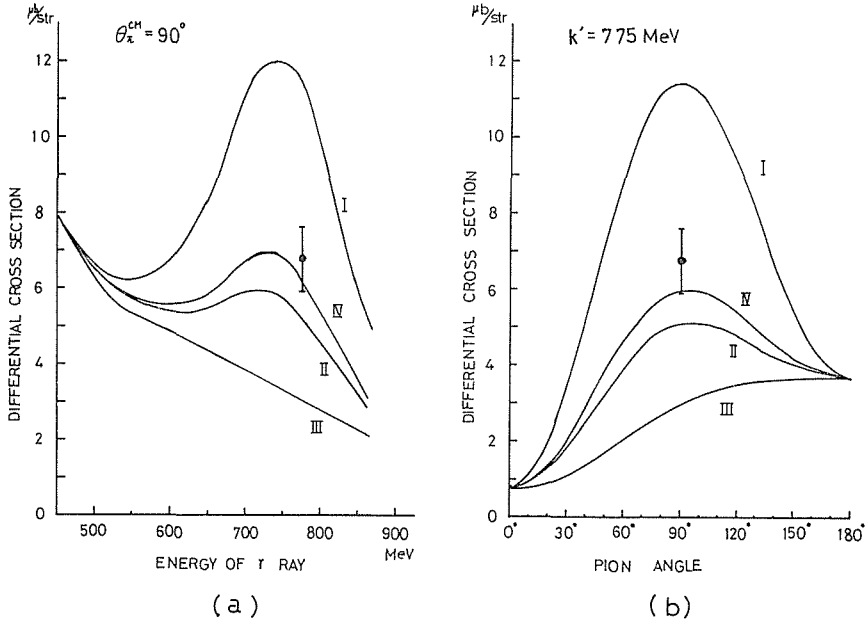 μb/str
θπ^CM = 90°
12
10
8
6
4
2
0
DIFFERENTIAL CROSS SECTION
I
IV
II
III
500
600
700
800
900
MeV
ENERGY OF γ RAY
(a)
μb/str
k' = 775 MeV
12
10
8
6
4
2
0
DIFFERENTIAL CROSS SECTION
I
IV
II
III
0°
30°
60°
90°
120°
150°
180°
PION ANGLE
(b)